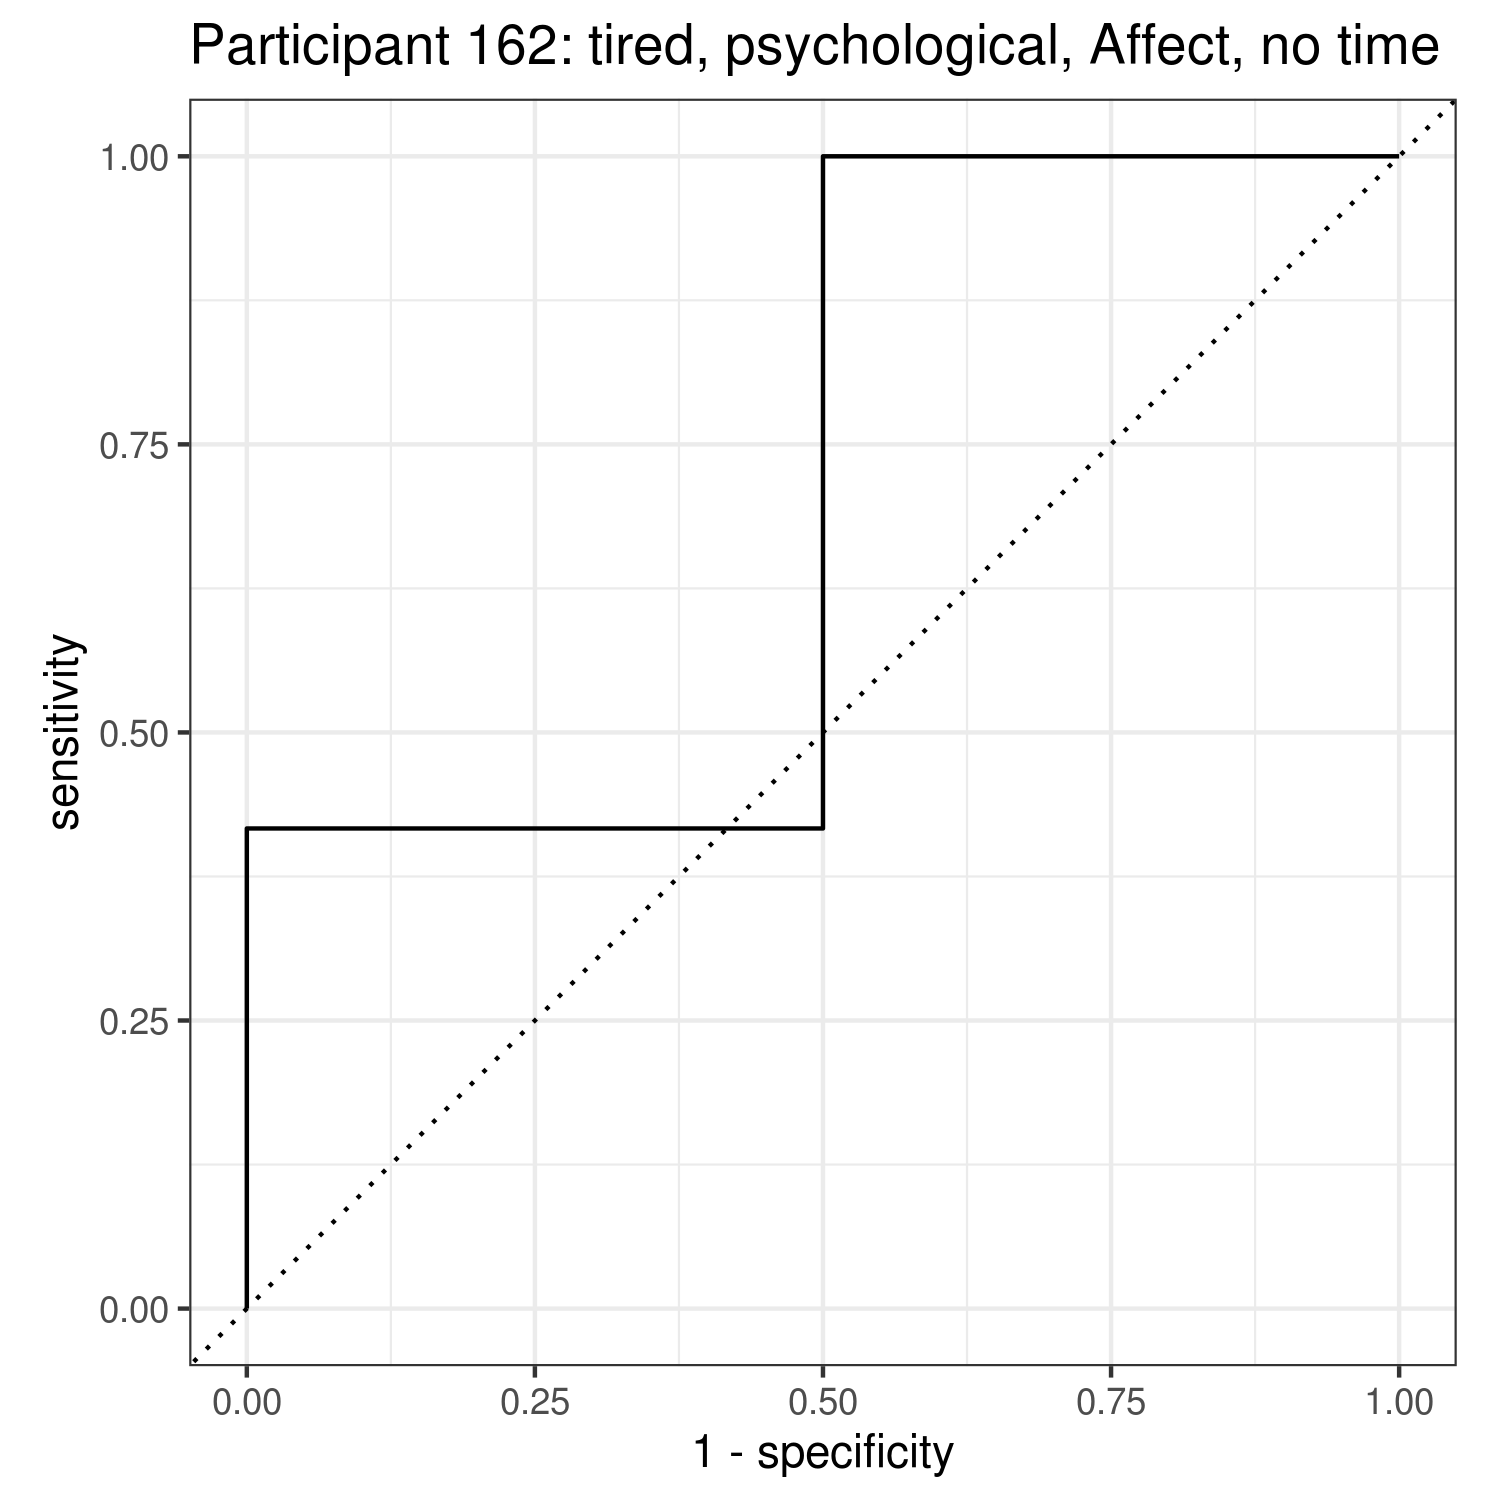 Participant 162: tired, psychological, Affect, no time
1.00
0.75
0.50
0.25
0.00
sensitivity
0.00 0.25 0.50 0.75 1.00
1 - specificity